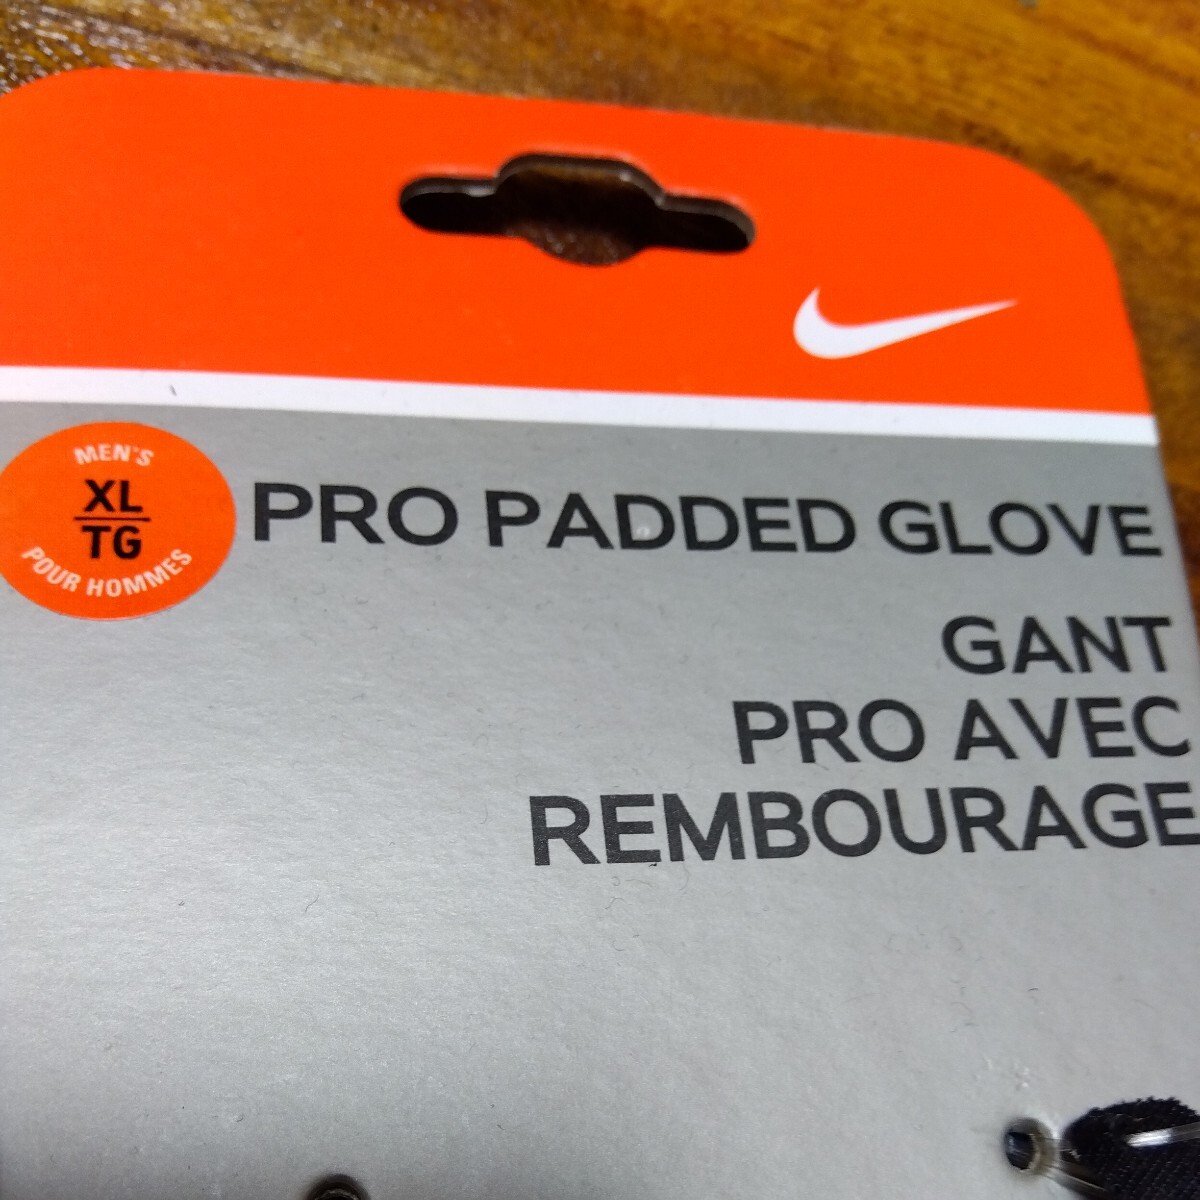 MEN'S
XL
TG
POUR HOMMES
PRO PADDED GLOVE
GANT
PRO AVEC
REMBOURAGE